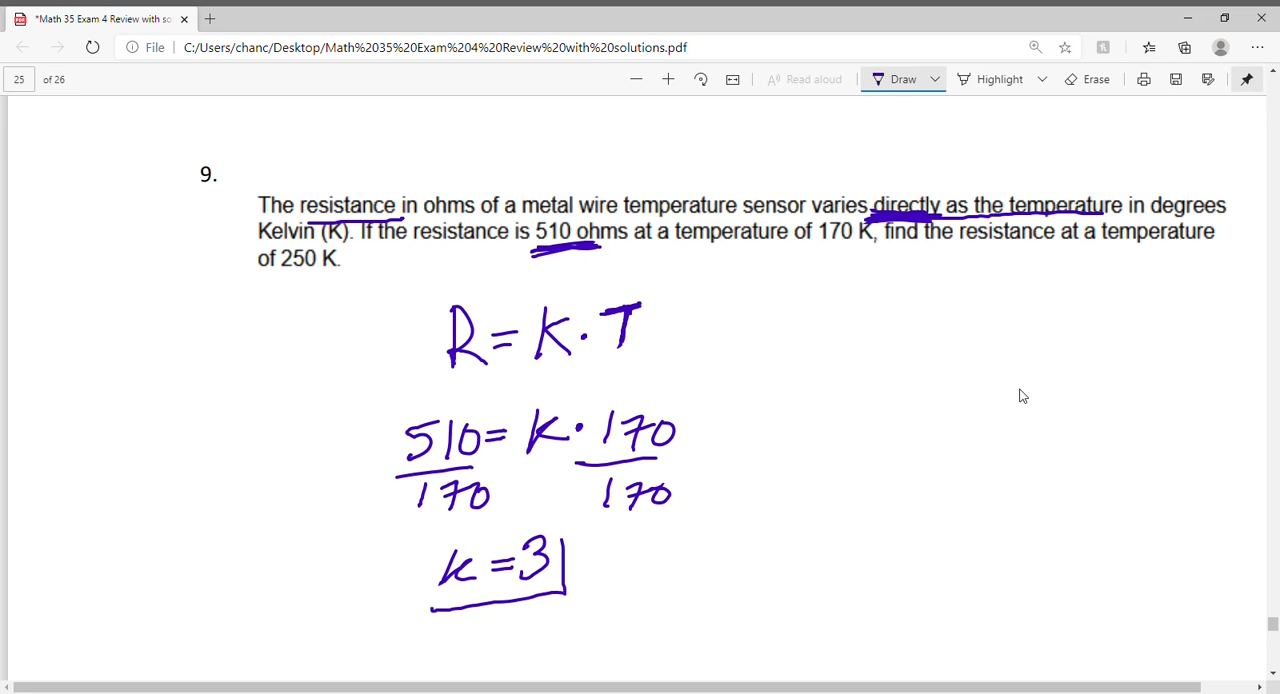 *Math 35 Exam 4 Review with so
File
C:/Users/chanc/Desktop/Math%2035%20Exam%204%20Review%20with%20solutions.pdf
25 of 26
Read aloud
Draw
Highlight
Erase
9.
The resistance in ohms of a metal wire temperature sensor varies directly as the temperature in degrees
Kelvin (K). If the resistance is 510 ohms at a temperature of 170 K, find the resistance at a temperature
of 250 K.
R = K · T
510 = K · 170
170 170
K = 3